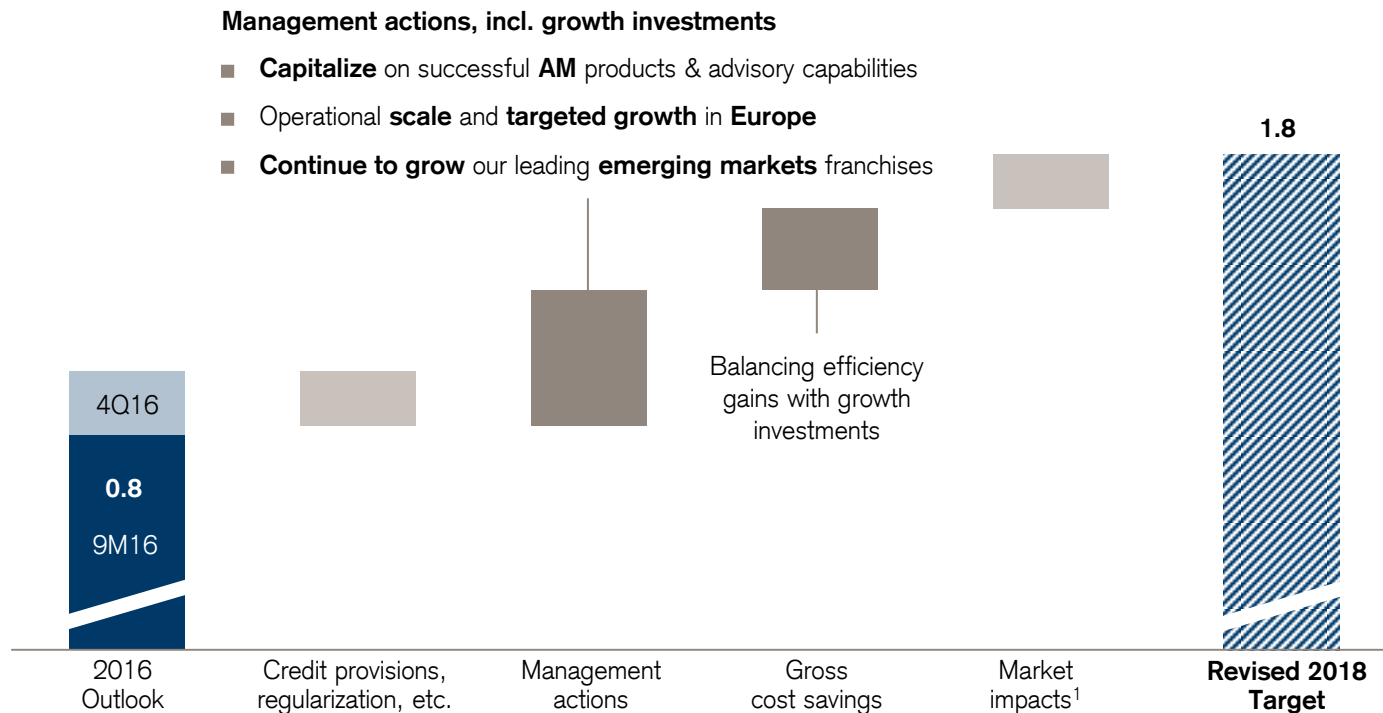 Management actions, incl. growth investments
■ Capitalize on successful AM products & advisory capabilities
■ Operational scale and targeted growth in Europe
■ Continue to grow our leading emerging markets franchises
1.8
Balancing efficiency
gains with growth
investments
4Q16
0.8
9M16
2016
Outlook
Credit provisions,
regularization, etc.
Management
actions
Gross
cost savings
Market
impacts¹
Revised 2018
Target